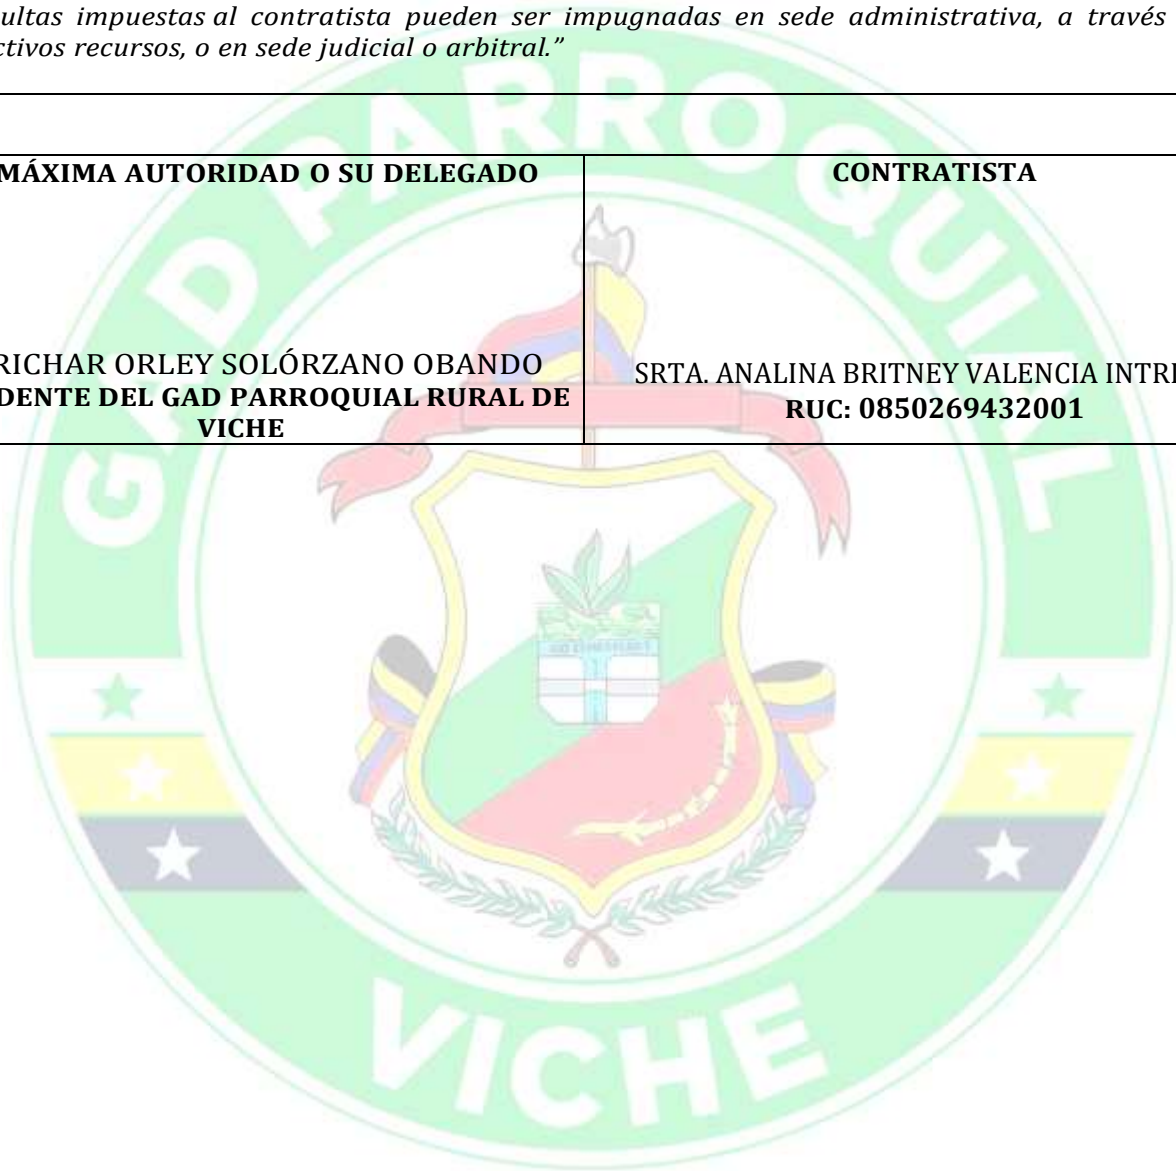 ultas impuestas al contratista pueden ser impugnadas en sede administrativa, a través
ctivos recursos, o en sede judicial o arbitral.”
MÁXIMA AUTORIDAD O SU DELEGADO
RICHAR ORLEY SOLÓRZANO OBANDO
DENTE DEL GAD PARROQUIAL RURAL DE
VICHE
CONTRATISTA
SRTA. ANALINA BRITNEY VALENCIA INTRI
RUC: 0850269432001
GAD PARROQUIAL
VICHE